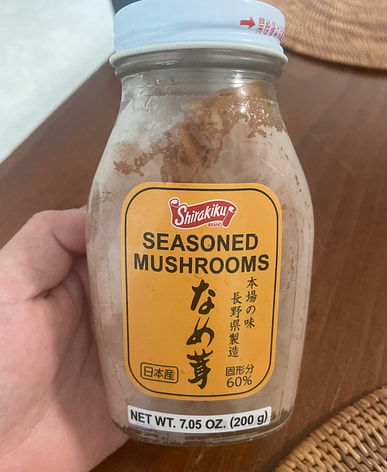 Shirakiku
BRAND
SEASONED
MUSHROOMS
本場の味
長野県製造
なめ茸
日本産
固形分
60%
NET WT. 7.05 OZ. (200 g)